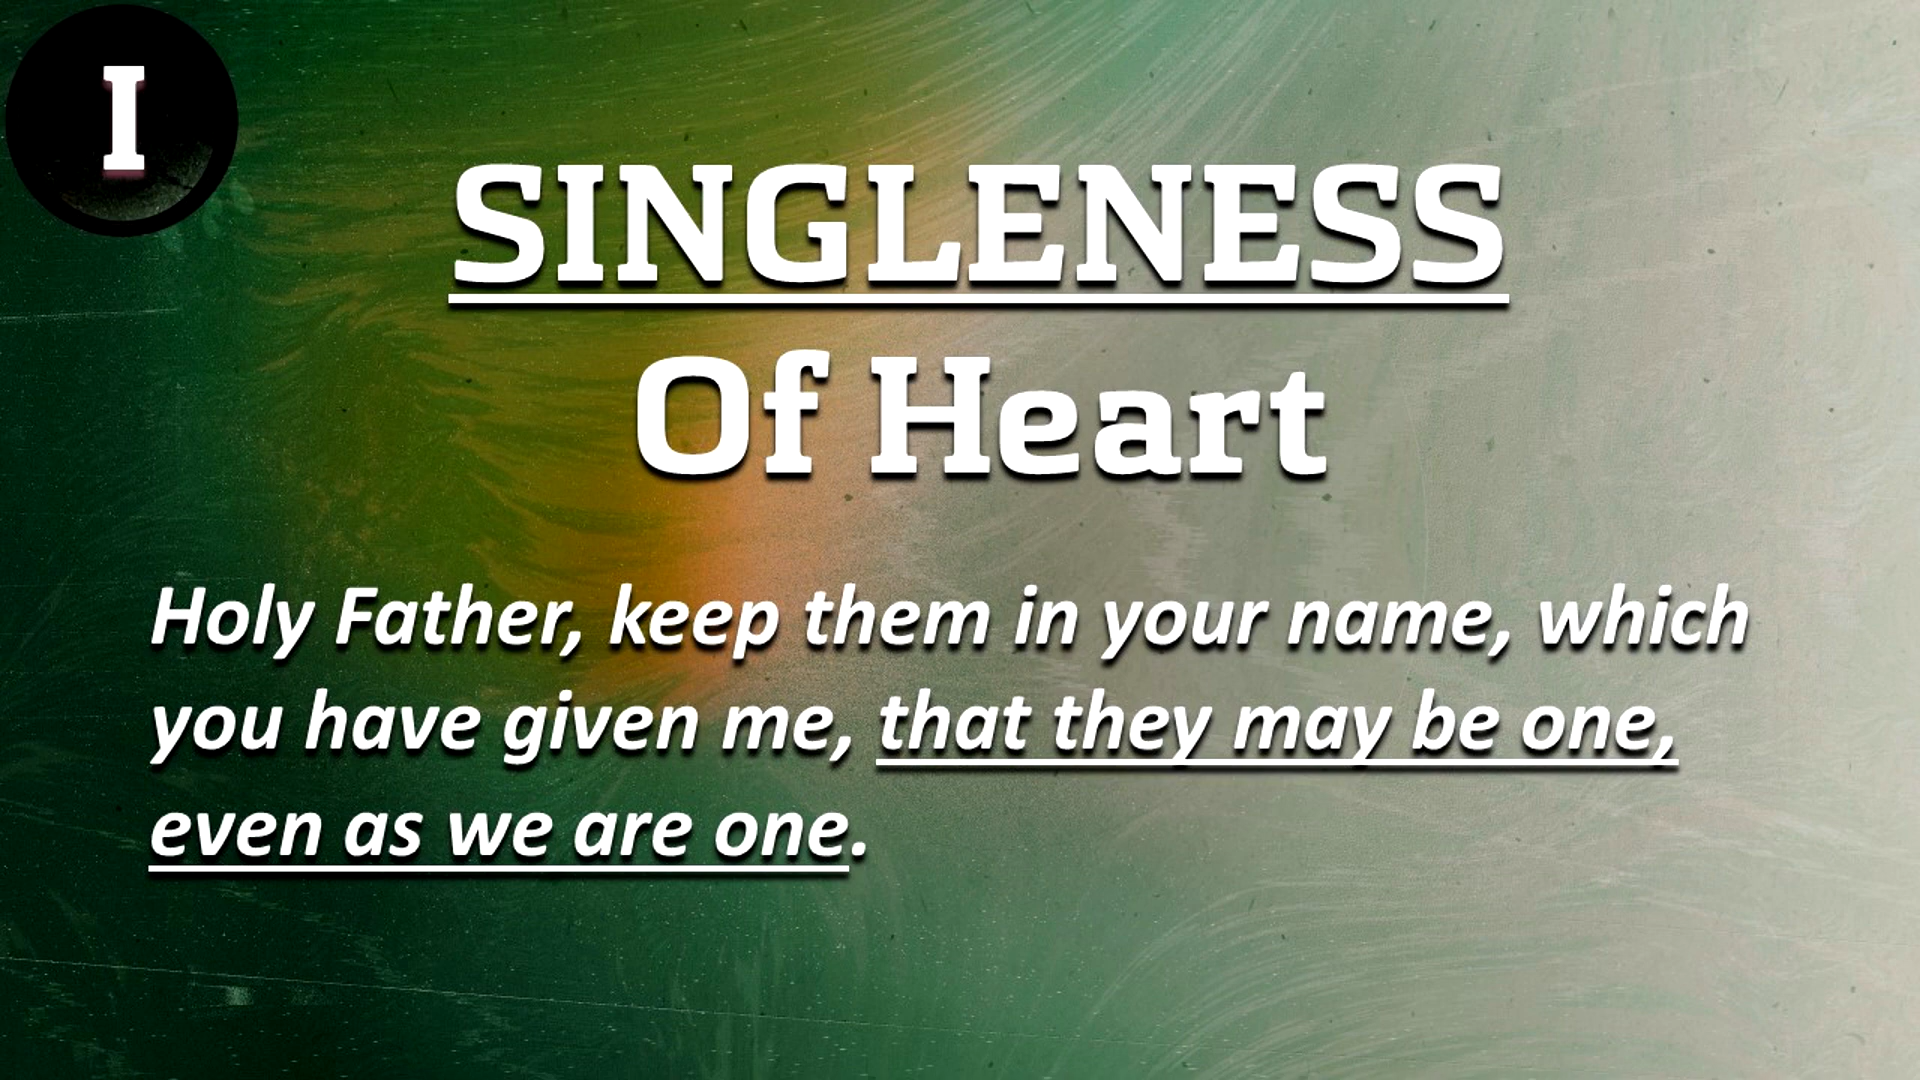 I
SINGLENESS
Of Heart
Holy Father, keep them in your name, which
you have given me, that they may be one,
even as we are one.